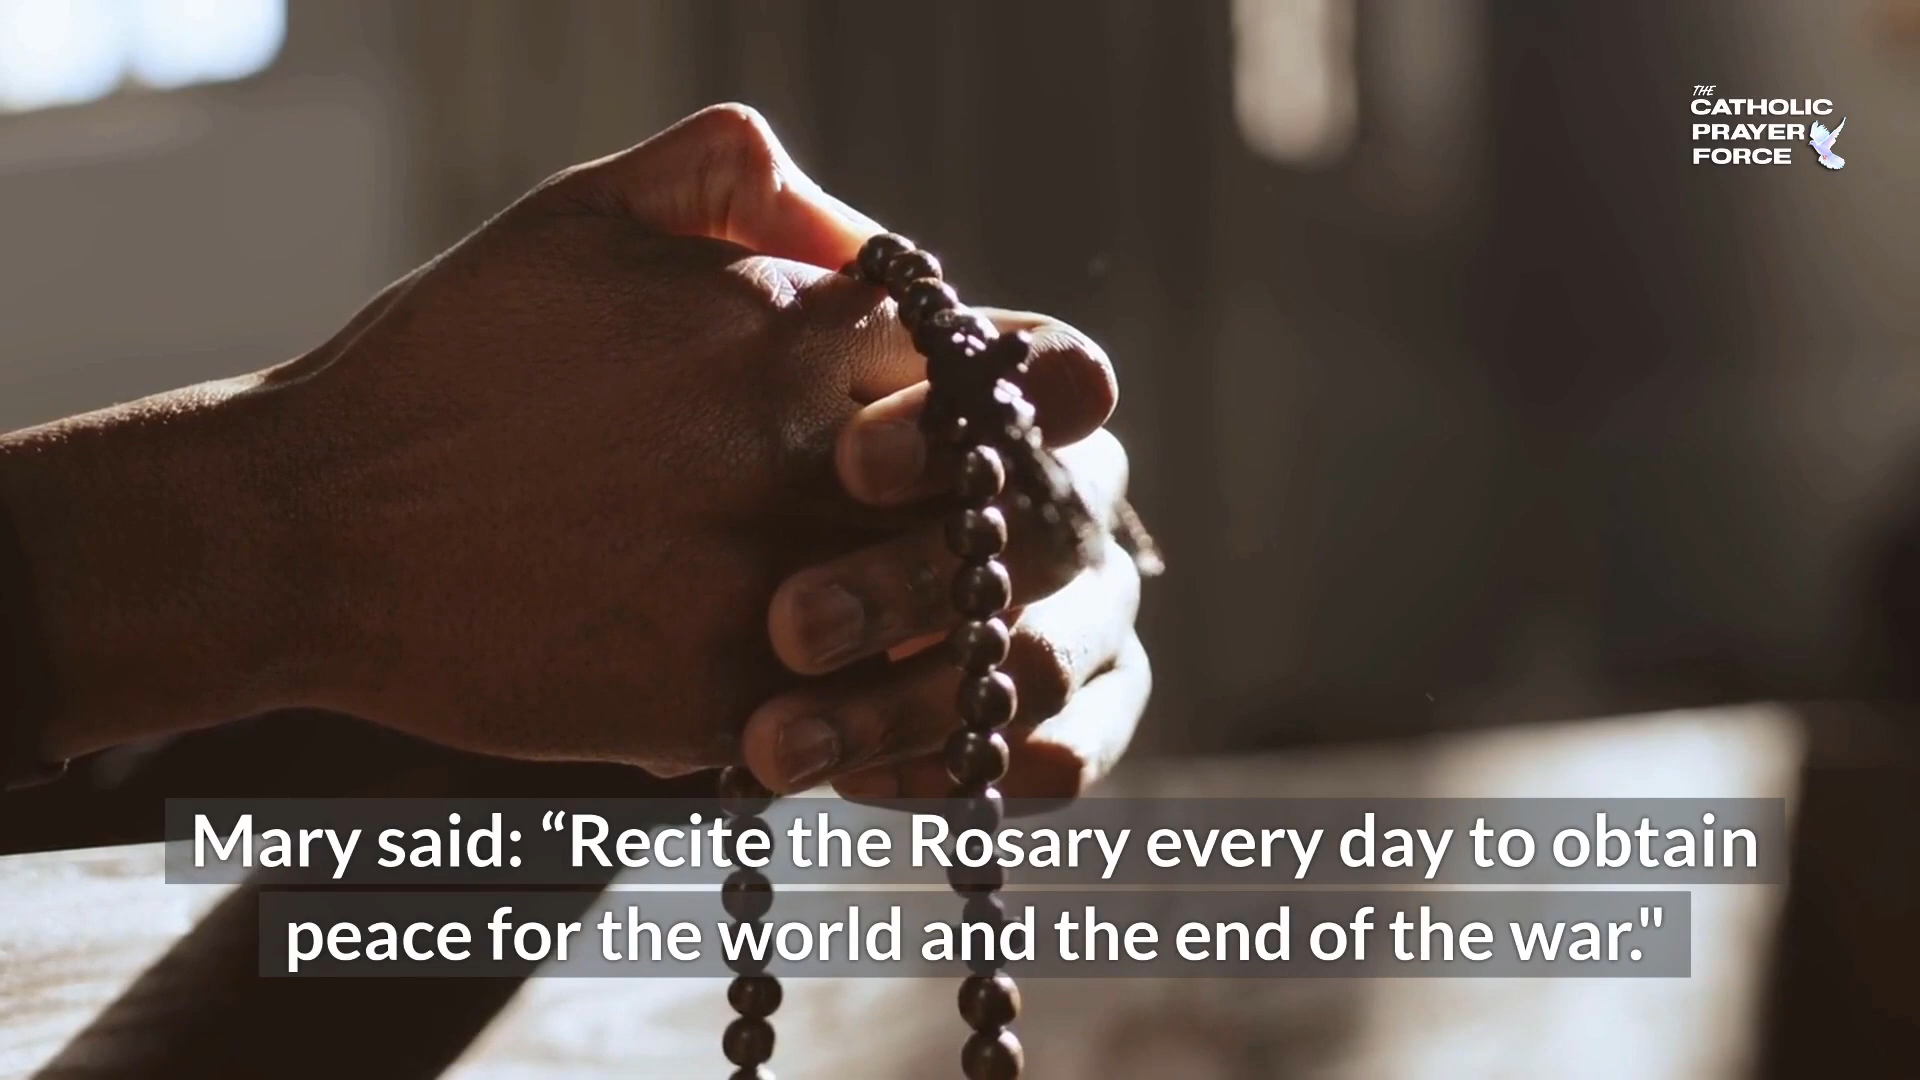 THE
CATHOLIC
PRAYER
FORCE
Mary said: “Recite the Rosary every day to obtain
peace for the world and the end of the war."